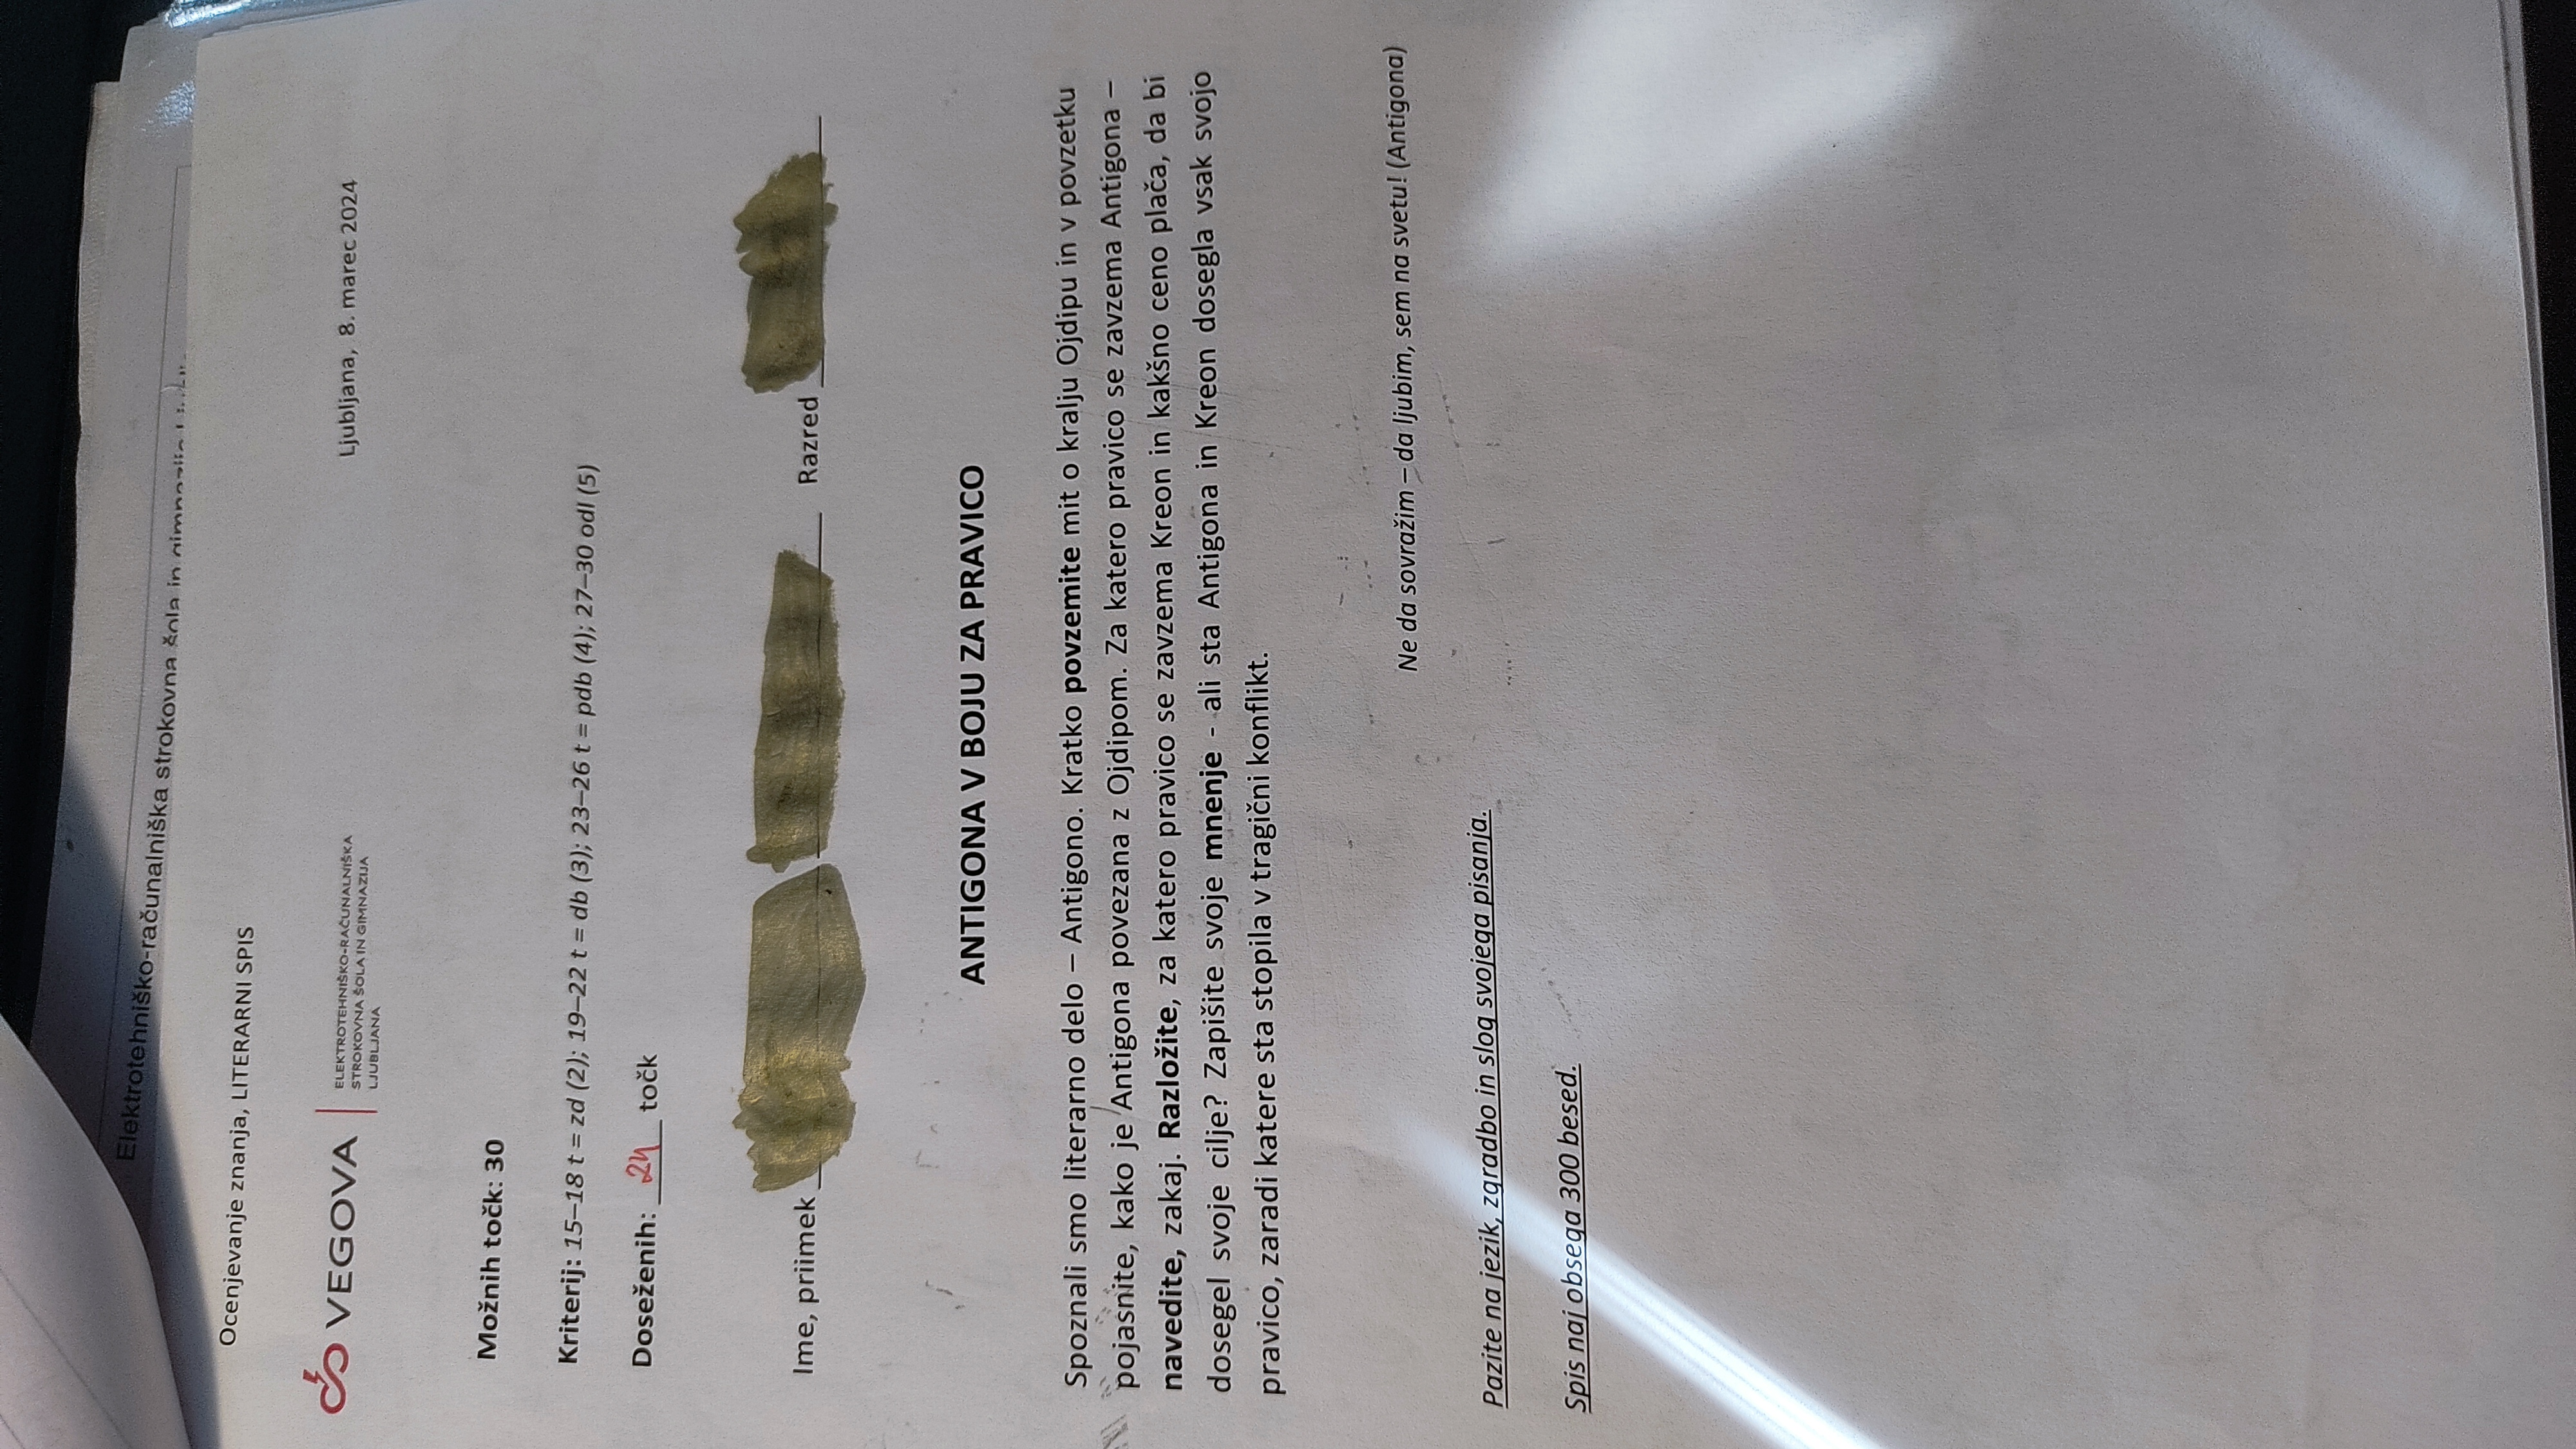 Elektrotehniško-računalniška strokovna šola in gimnazija
Ocenjevanje znanja, LITERARNI SPIS
VEGOVA
ELEKTROTEHNIŠKO-RAČUNALNIŠKA
STROKOVNA ŠOLA IN GIMNAZIJA
LJUBLJANA
Ljubljana, 8. marec 2024
Možnih točk: 30
Kriterij: 15–18 t = zd (2); 19–22 t = db (3); 23–26 t = pdb (4); 27–30 odl (5)
Doseženih: 24 točk
Ime, priimek
Razred
ANTIGONA V BOJU ZA PRAVICO
Spoznali smo literarno delo – Antigono. Kratko povzemite mit o kralju Ojdipu in v povzetku
pojasnite, kako je Antigona povezana z Ojdipom. Za katero pravico se zavzema Antigona –
navedite, zakaj. Razložite, za katero pravico se zavzema Kreon in kakšno ceno plača, da bi
dosegel svoje cilje? Zapišite svoje mnenje - ali sta Antigona in Kreon dosegla vsak svojo
pravico, zaradi katere sta stopila v tragični konflikt.
Ne da sovražim – da ljubim, sem na svetu! (Antigona)
Pazite na jezik, zgradbo in slog svojega pisanja.
Spis naj obsega 300 besed.